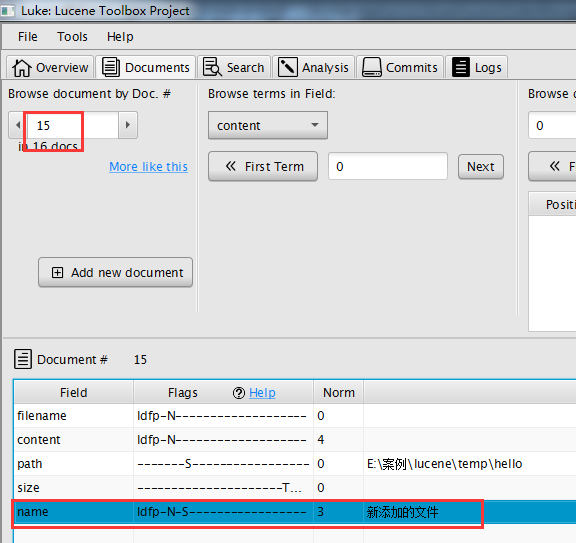 Luke: Lucene Toolbox Project
File Tools Help
Overview Documents Search Analysis Commits Logs
Browse document by Doc. # Browse terms in Field: Browse d
15 content 0
in 16 docs
More like this First Term 0 Next F
Positi
Add new document
Document # 15
Field Flags Help Norm
filename Idfp-N------------------- 0
content Idfp-N------------------- 4
path -------S----------------- 0 E:\案例\lucene\temp\hello
size ----------------------T... 0
name Idfp-N-S----------------- 3 新添加的文件